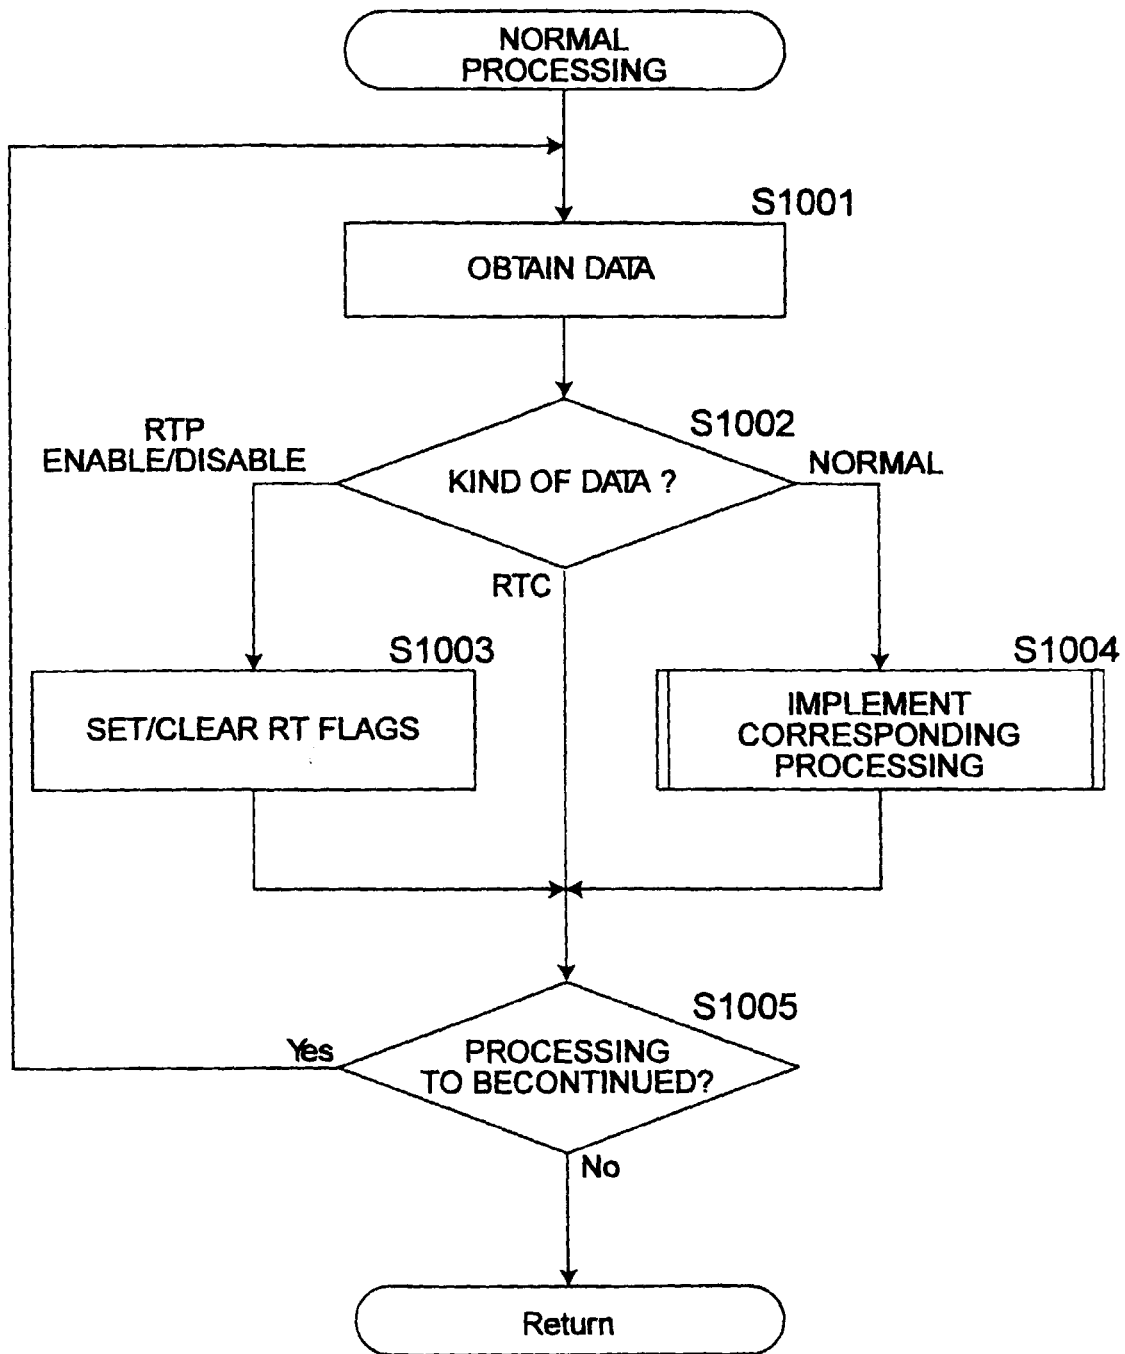 NORMAL
PROCESSING
S1001
OBTAIN DATA
S1002
RTP
ENABLE/DISABLE
KIND OF DATA ?
NORMAL
RTC
S1003
S1004
SET/CLEAR RT FLAGS
IMPLEMENT
CORRESPONDING
PROCESSING
S1005
Yes
PROCESSING
TO BECONTINUED?
No
Return